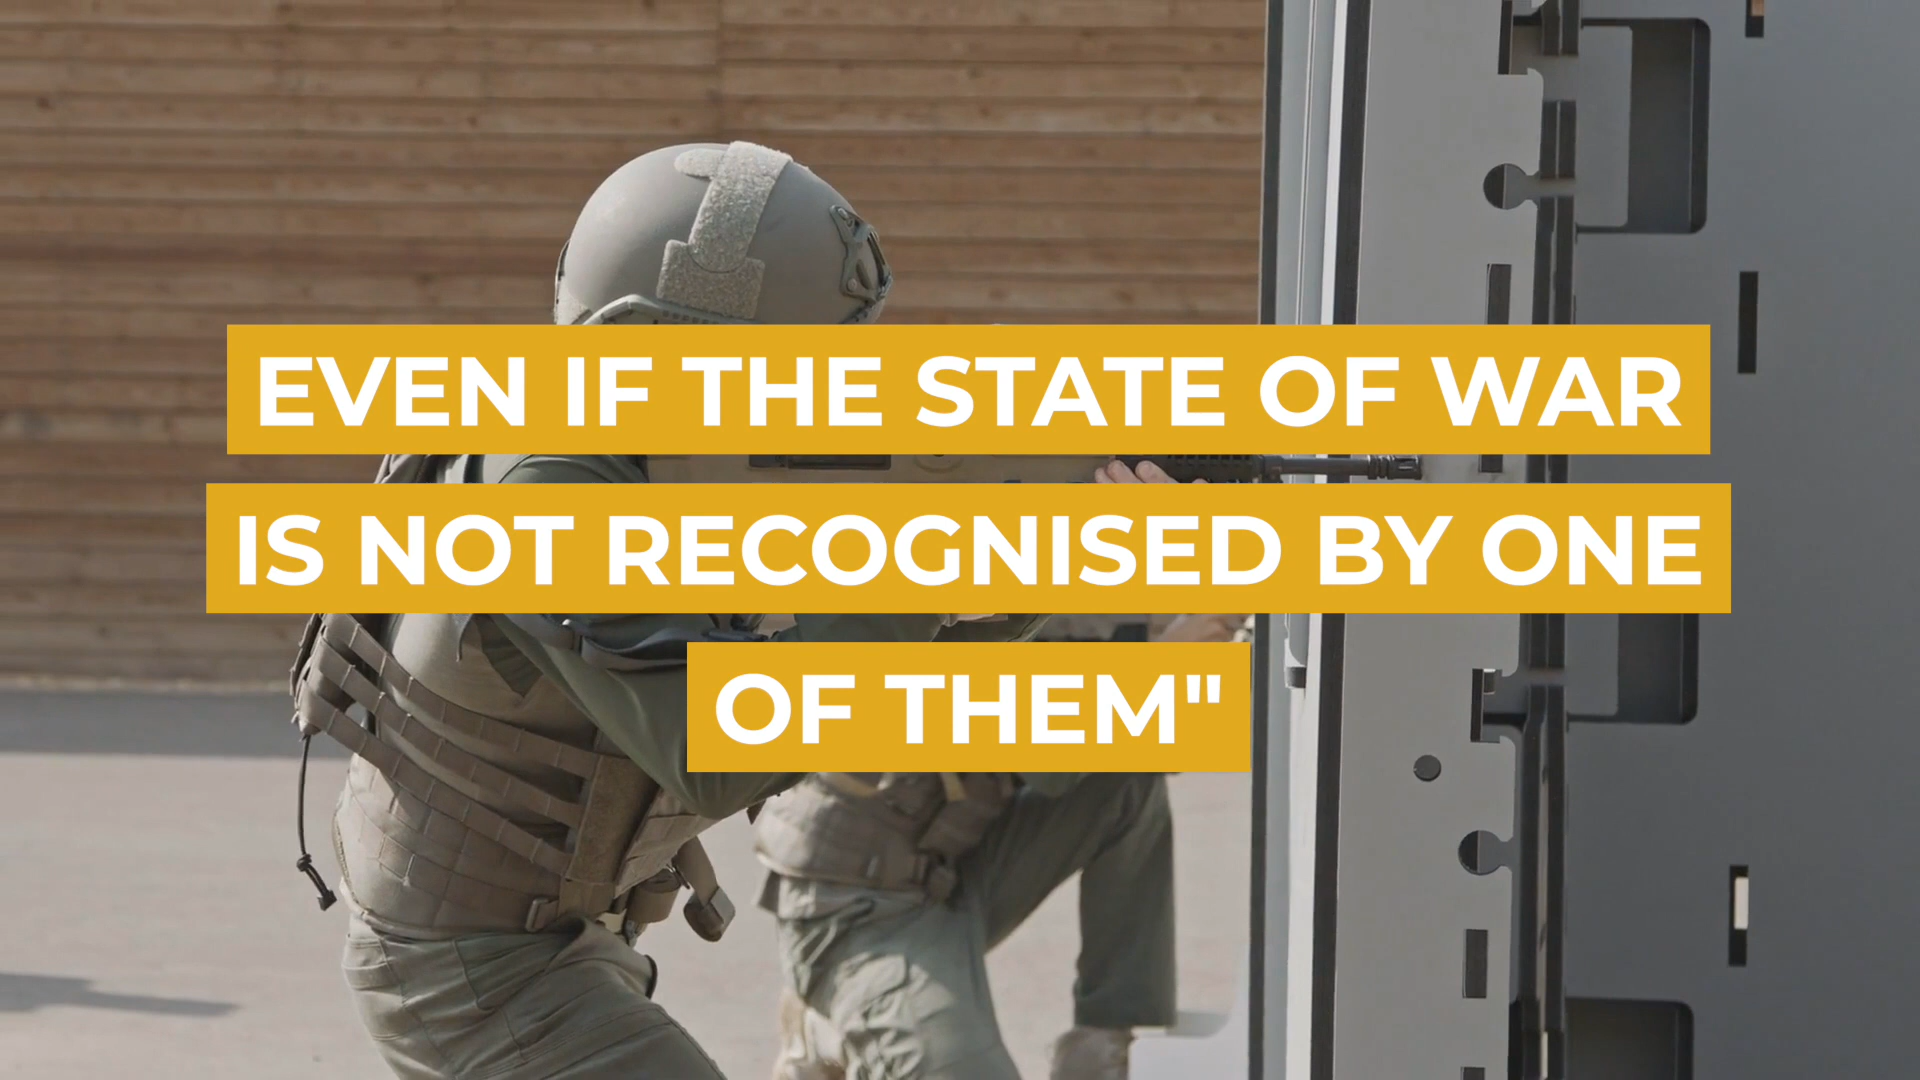 EVEN IF THE STATE OF WAR
IS NOT RECOGNISED BY ONE
OF THEM"